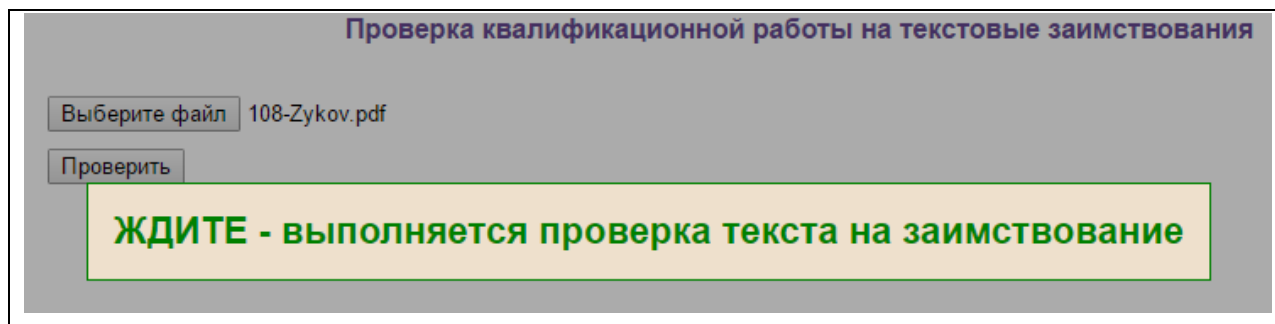 Проверка квалификационной работы на текстовые заимствования
Выберите файл 108-Zykov.pdf
Проверить
ЖДИТЕ - выполняется проверка текста на заимствование